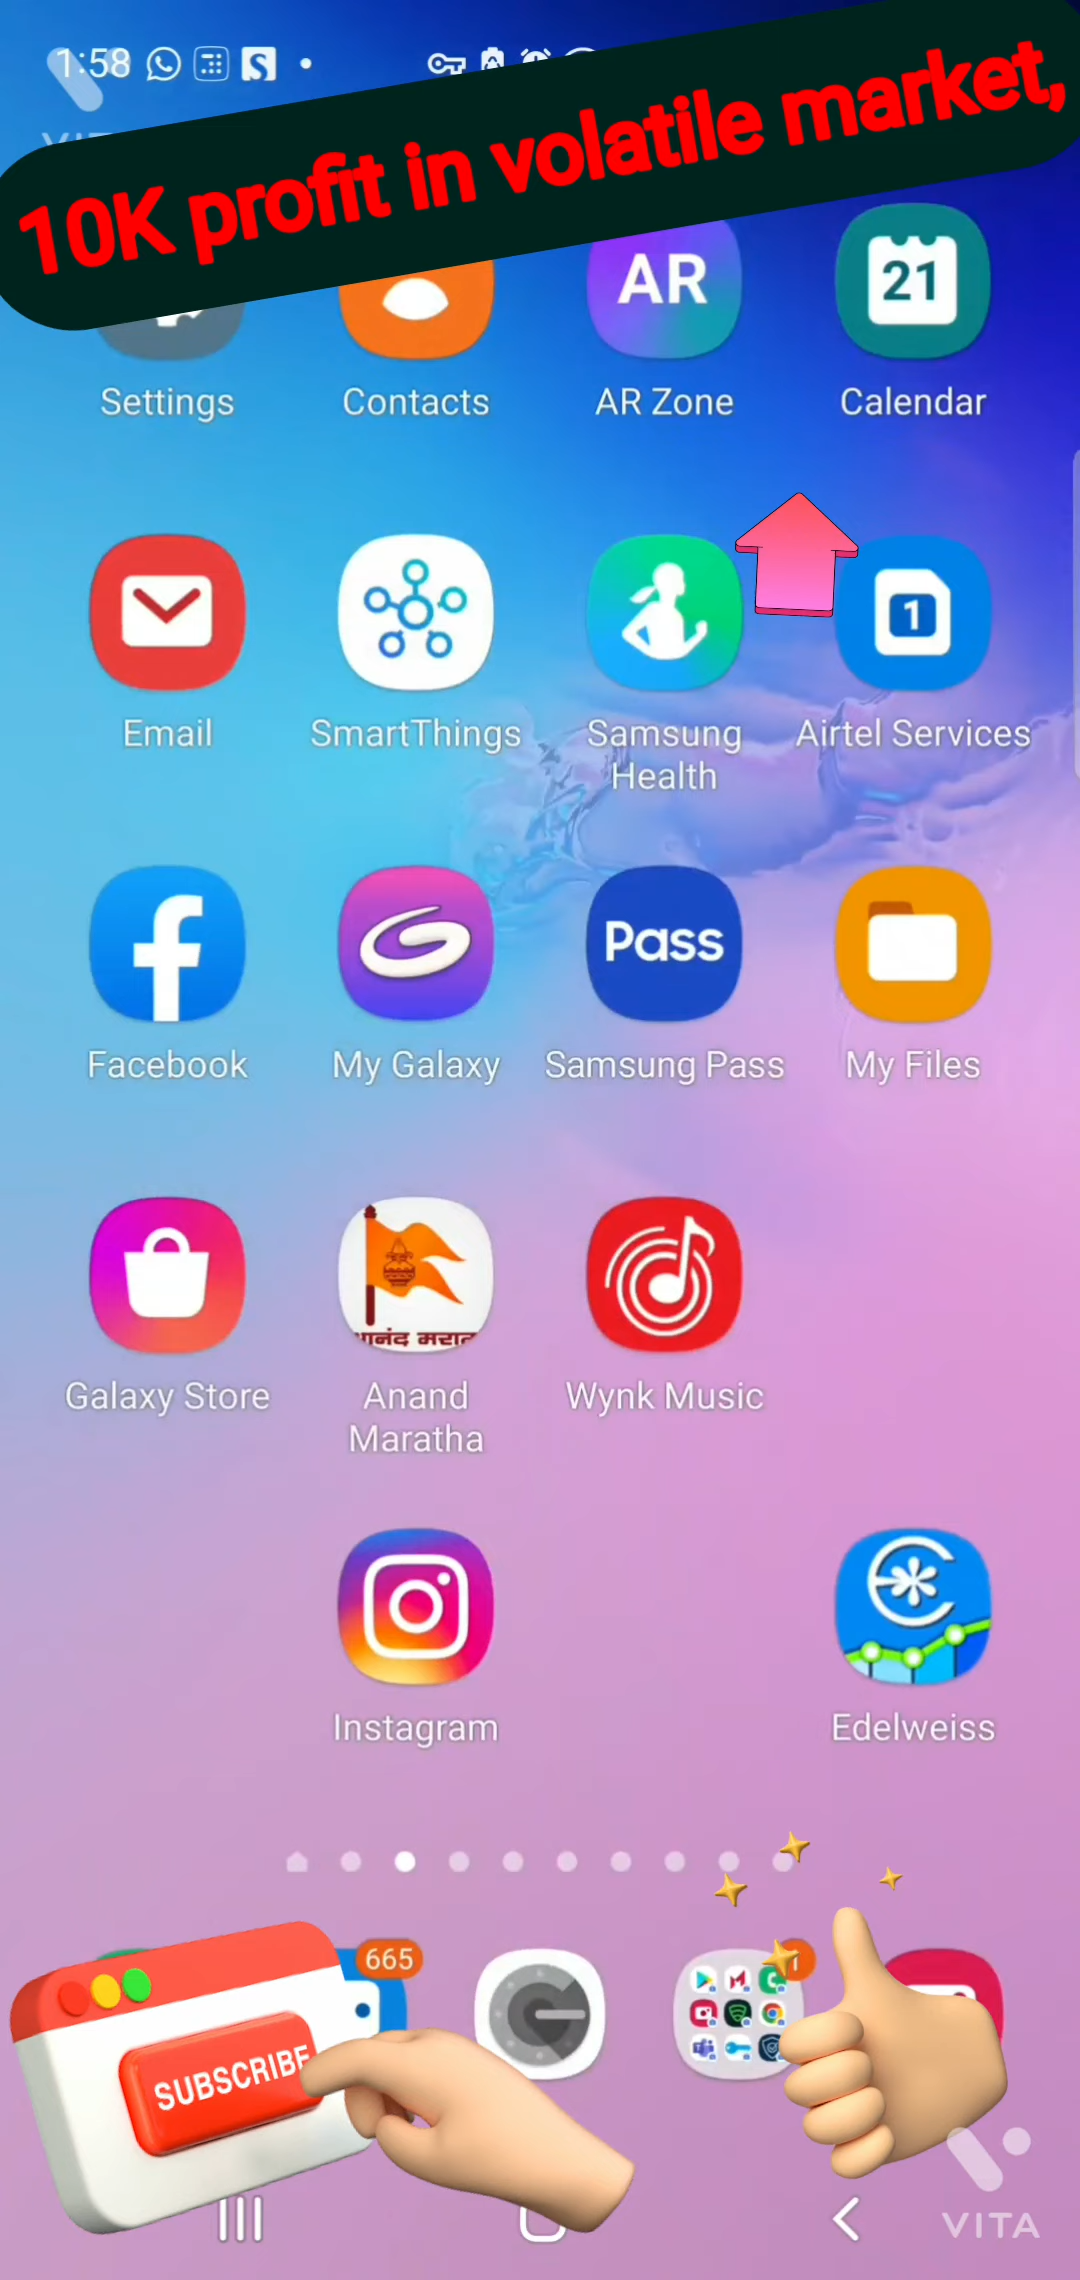 1:58
10K profit in volatile market,
AR
21
Settings
Contacts
AR Zone
Calendar
1
Email
SmartThings
Samsung
Health
Airtel Services
Pass
Facebook
My Galaxy
Samsung Pass
My Files
Galaxy Store
Anand
Maratha
Wynk Music
Instagram
Edelweiss
665
1
SUBSCRIBE
VITA